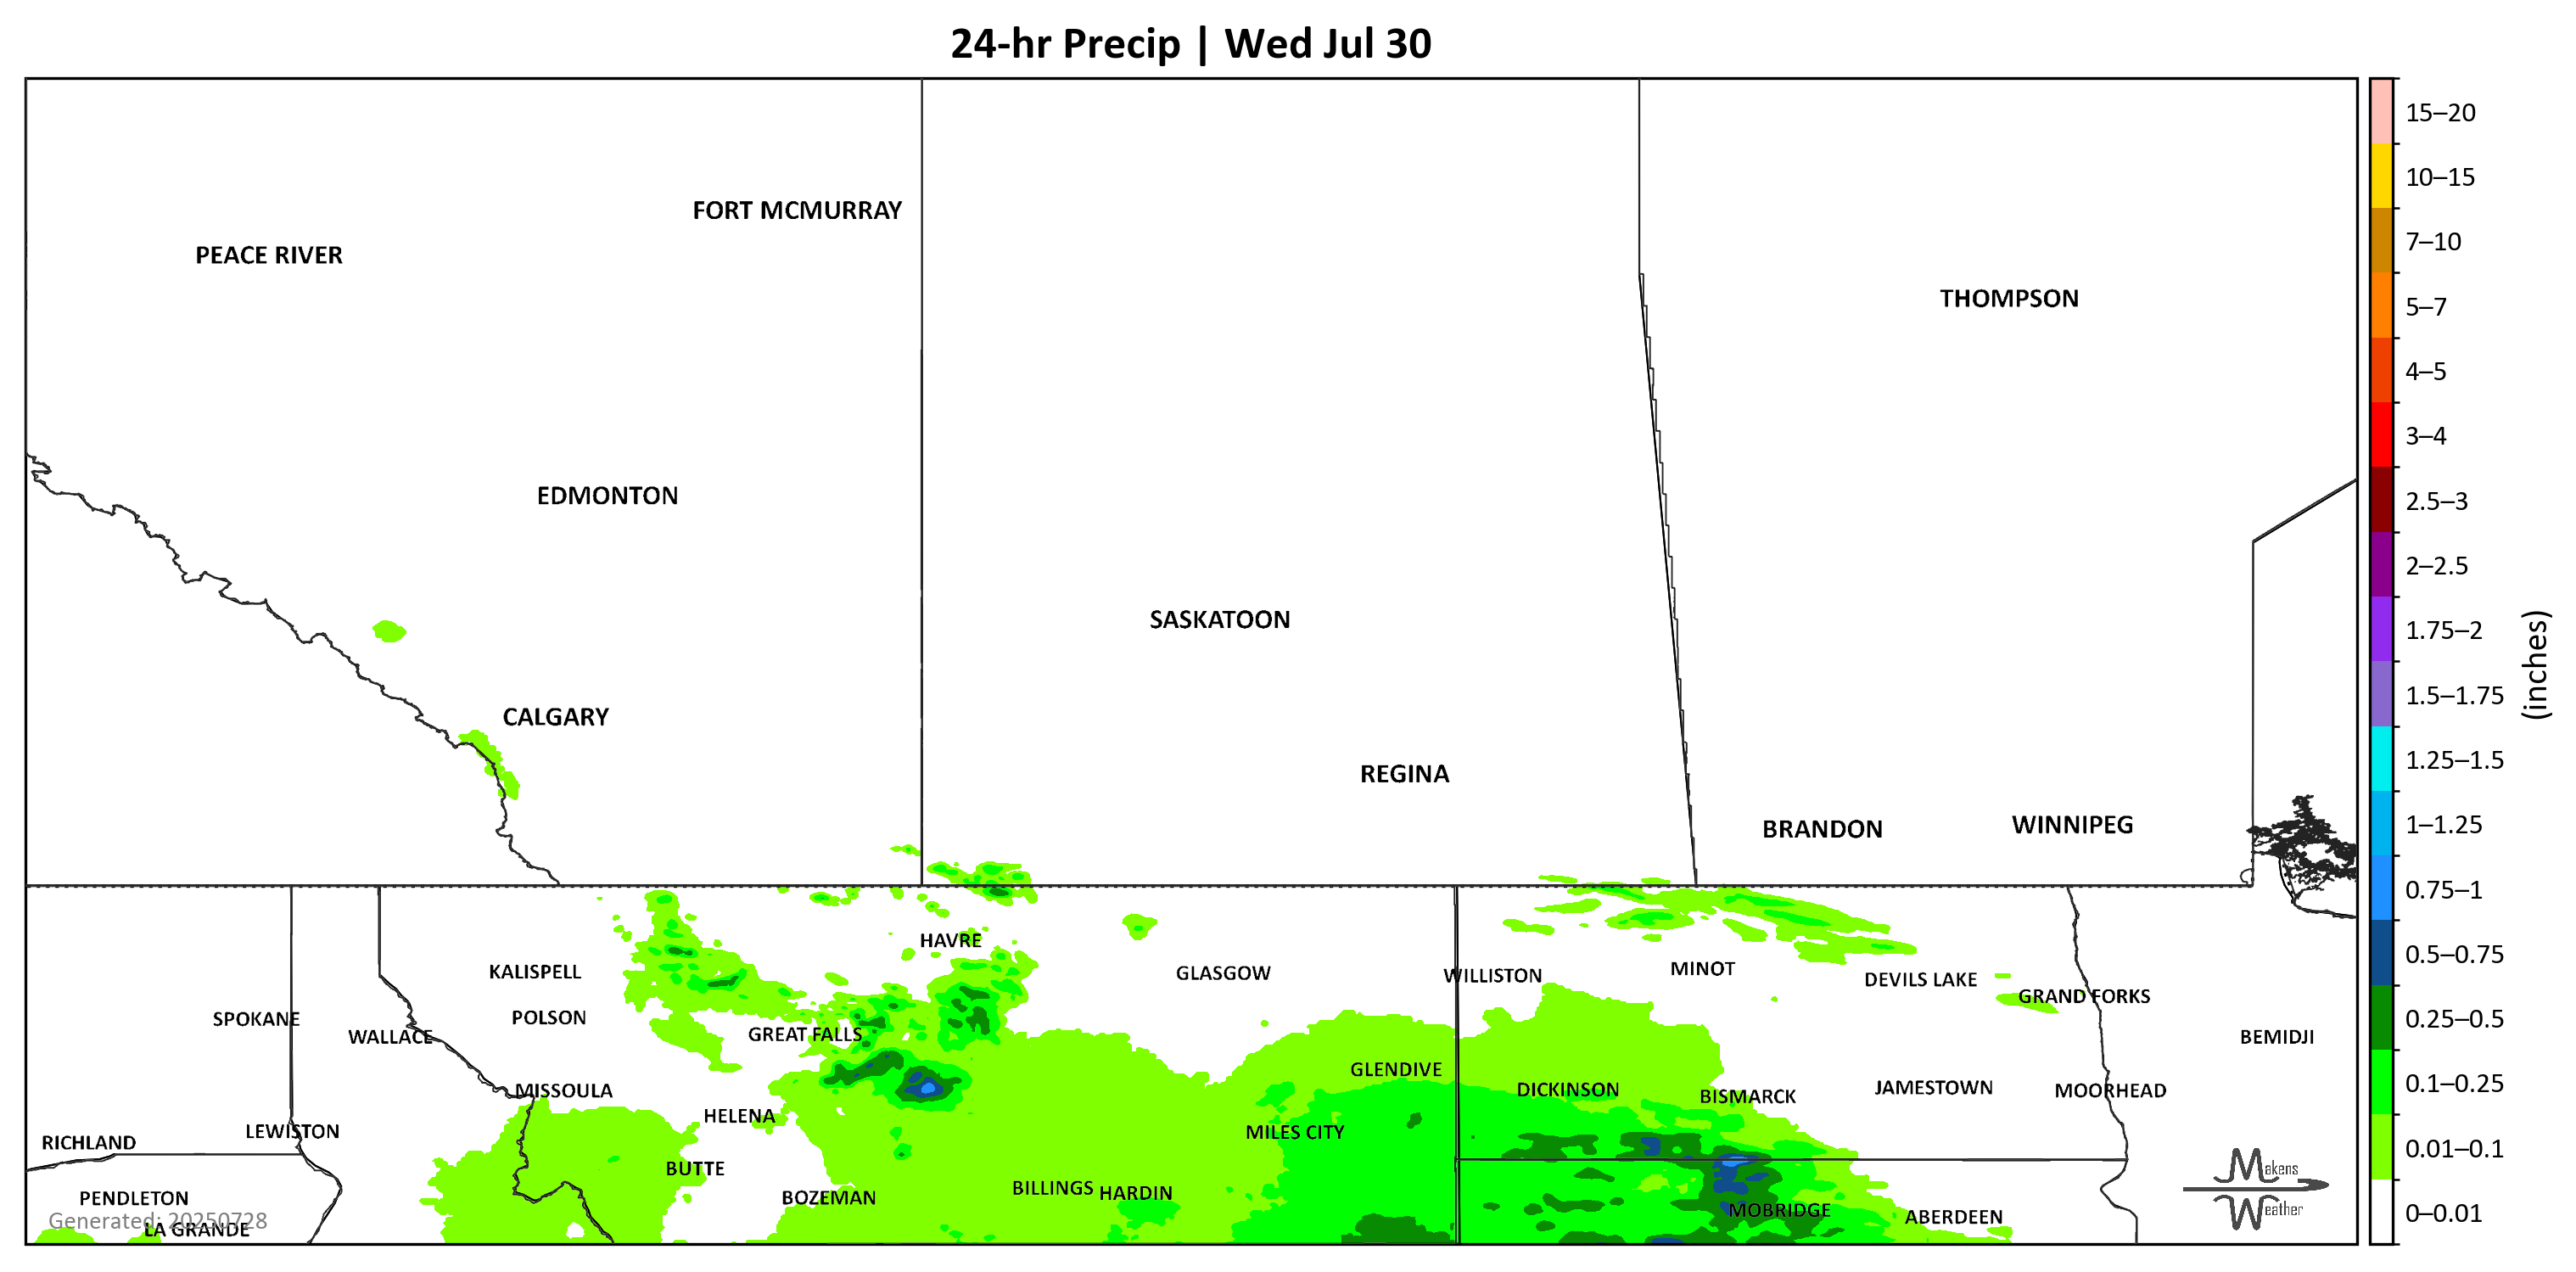 24-hr Precip | Wed Jul 30
FORT MCMURRAY
PEACE RIVER
THOMPSON
EDMONTON
SASKATOON
CALGARY
REGINA
BRANDON
WINNIPEG
HAVRE
KALISPELL
GLASGOW
WILLISTON
MINOT
DEVILS LAKE
GRAND FORKS
SPOKANE
POLSON
WALLACE
GREAT FALLS
BEMIDJI
GLENDIVE
MISSOULA
DICKINSON
BISMARCK
JAMESTOWN
MOORHEAD
HELENA
RICHLAND
LEWISTON
MILES CITY
BUTTE
PENDLETON
BOZEMAN
BILLINGS
HARDIN
MOBRIDGE
ABERDEEN
Generated: 20250728
LA GRANDE
Makens
Weather
15–20
10–15
7–10
5–7
4–5
3–4
2.5–3
2–2.5
1.75–2
1.5–1.75
1.25–1.5
1–1.25
0.75–1
0.5–0.75
0.25–0.5
0.1–0.25
0.01–0.1
0–0.01
(inches)